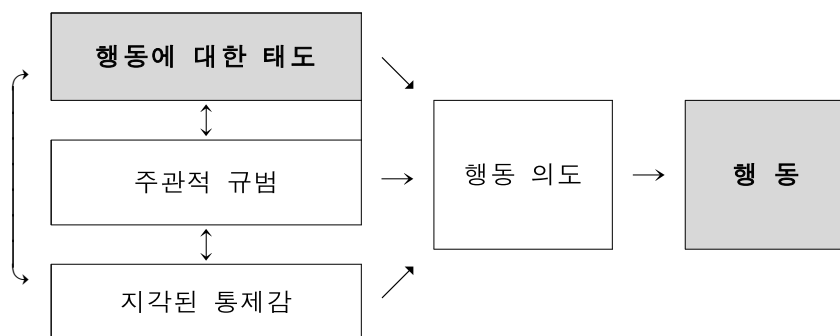 행동에 대한 태도
주관적 규범
지각된 통제감
행동 의도
행 동